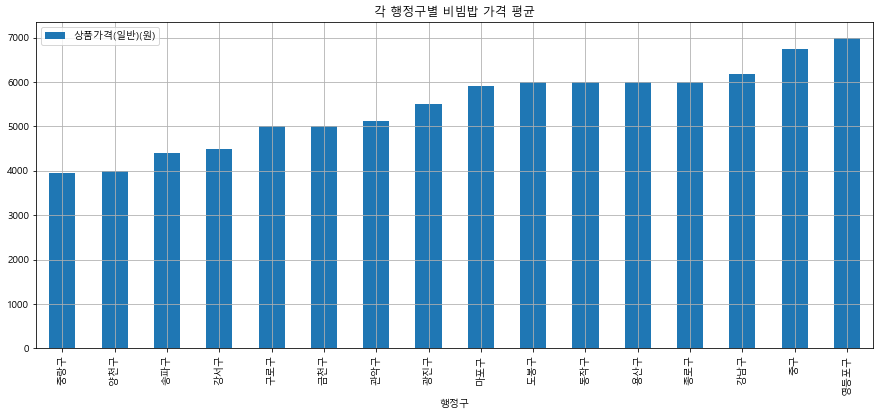 각 행정구별 비빔밥 가격 평균
상품가격(일반)(원)
7000
6000
5000
4000
3000
2000
1000
0
중랑구
양천구
송파구
강서구
구로구
금천구
관악구
광진구
마포구
도봉구
동작구
용산구
종로구
강남구
중구
영등포구
행정구